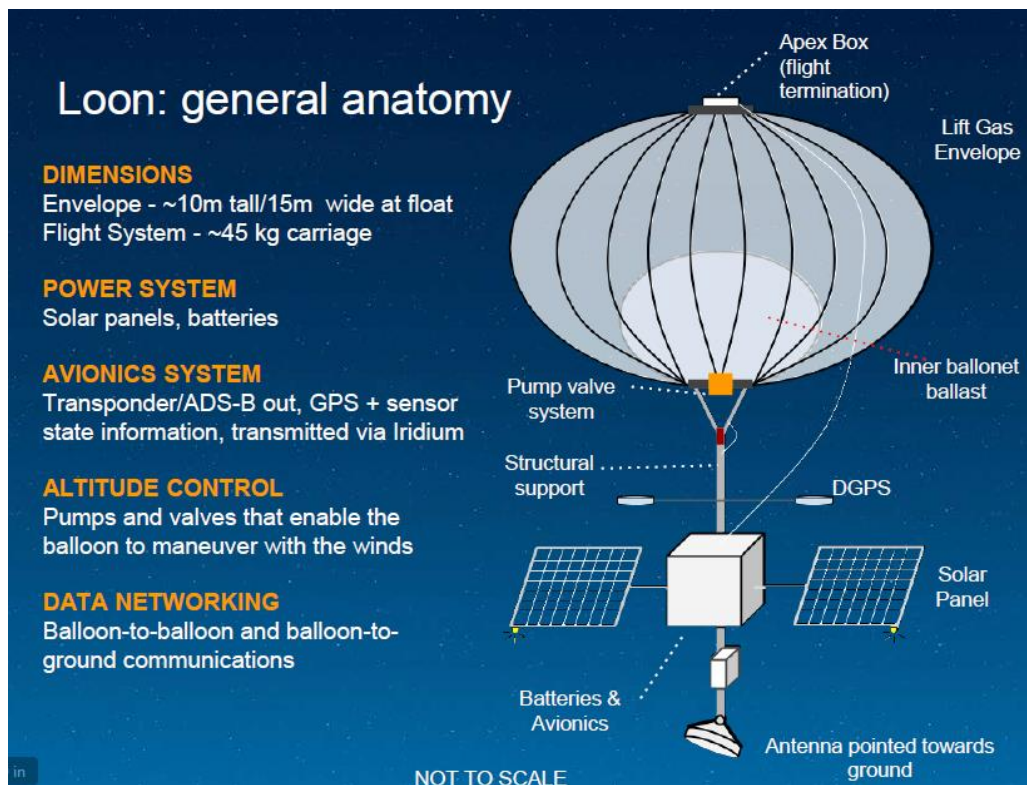 Loon: general anatomy
DIMENSIONS
Envelope - ~10m tall/15m wide at float
Flight System - ~45 kg carriage
POWER SYSTEM
Solar panels, batteries
AVIONICS SYSTEM
Transponder/ADS-B out, GPS + sensor
state information, transmitted via Iridium
ALTITUDE CONTROL
Pumps and valves that enable the
balloon to maneuver with the winds
DATA NETWORKING
Balloon-to-balloon and balloon-to-
ground communications
Apex Box
(flight
termination)
Lift Gas
Envelope
Inner ballonet
ballast
Pump valve
system
Structural
support
DGPS
Solar
Panel
Batteries &
Avionics
Antenna pointed towards
ground
NOT TO SCALE
in